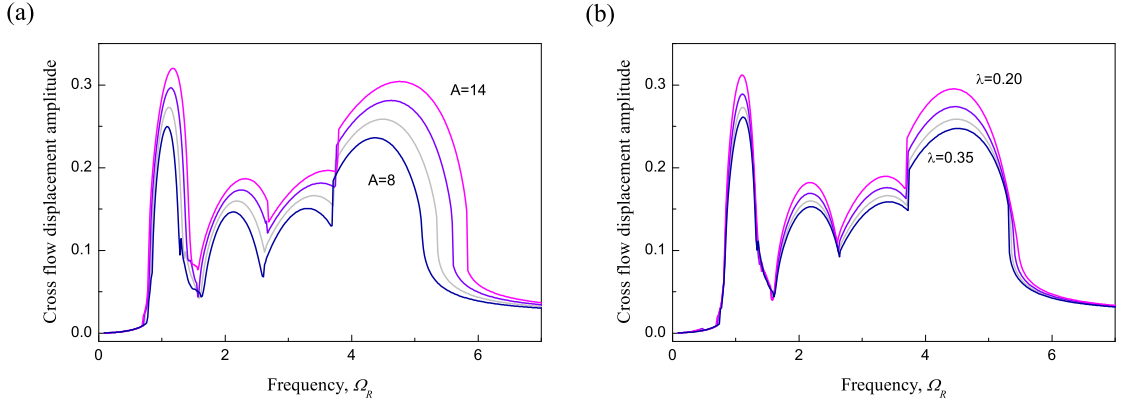 (a)
Cross flow displacement amplitude
0.3
0.2
0.1
0.0
A=14
A=8
0 2 4 6
Frequency, Ω_R
(b)
Cross flow displacement amplitude
0.3
0.2
0.1
0.0
λ=0.20
λ=0.35
0 2 4 6
Frequency, Ω_R